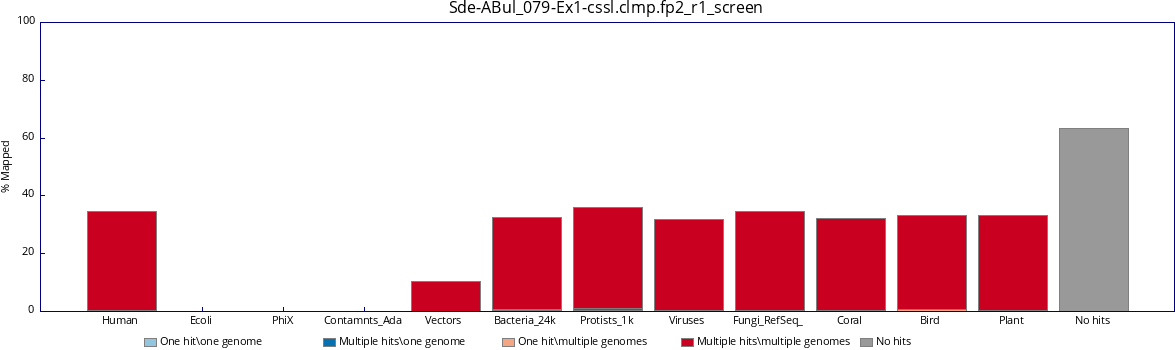 Sde-ABul_079-Ex1-cssl.clmp.fp2_r1_screen
100
80
60
40
20
0
% Mapped
Human Ecoli PhiX Contamnts_Ada Vectors Bacteria_24k Protists_1k Viruses Fungi_RefSeq_ Coral Bird Plant No hits
One hit\one genome Multiple hits\one genome One hit\multiple genomes Multiple hits\multiple genomes No hits